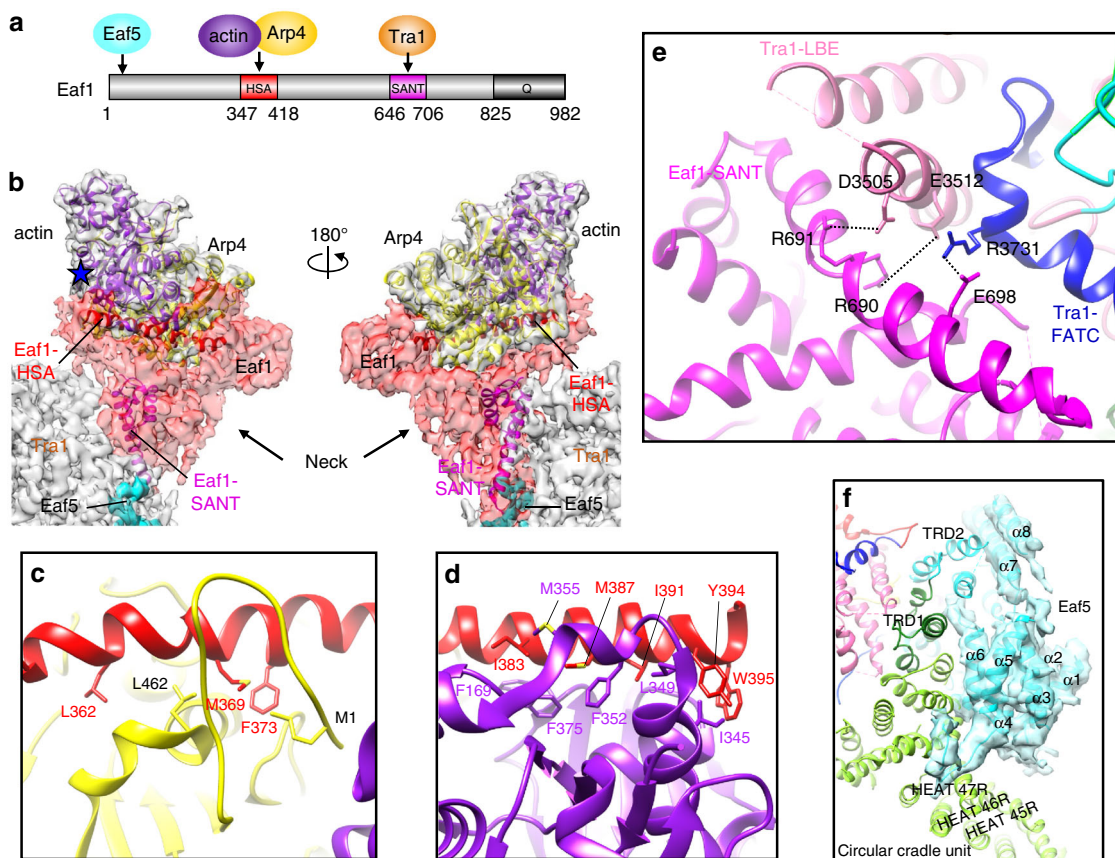 a
Eaf5
actin
Arp4
Tra1
Eaf1
HSA
SANT
Q
1
347
418
646
706
825
982
b
actin
Arp4
Eaf1-
HSA
Eaf1
Tra1
Eaf1-
SANT
Eaf5
180°
Neck
Arp4
actin
Eaf1
Eaf1-
HSA
Eaf1-
SANT
Tra1
Eaf5
c
L362
L462
M369
F373
M1
d
M355
M387
I391
Y394
I383
F169
F375
F352
L349
W395
I345
e
Tra1-LBE
Eaf1-SANT
D3505
E3512
R691
R690
R3731
E698
Tra1-
FATC
f
TRD2
α8
α7
Eaf5
TRD1
α6
α5
α2
α1
α3
α4
HEAT 47R
HEAT 46R
HEAT 45R
Circular cradle unit